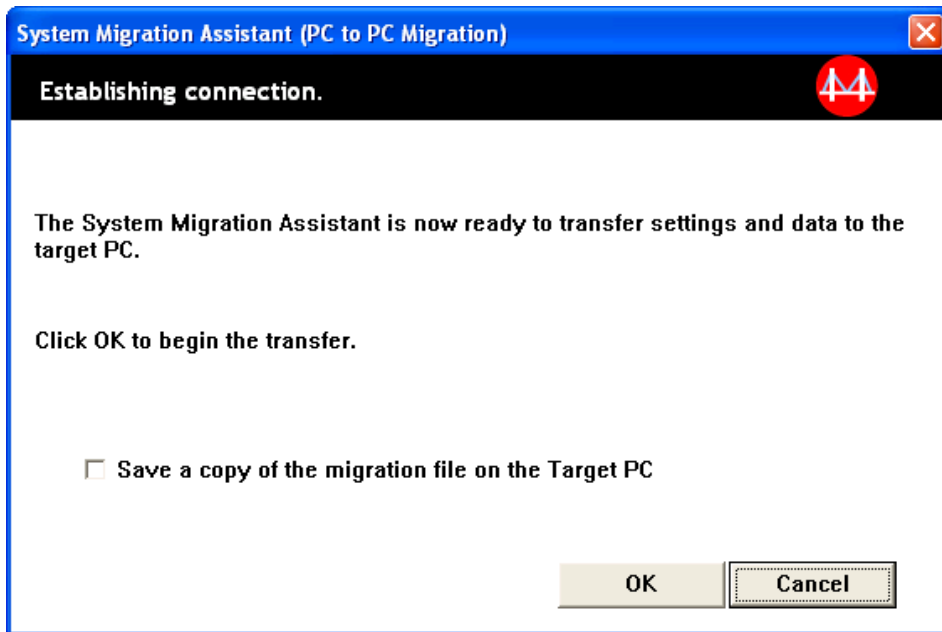 System Migration Assistant (PC to PC Migration)
Establishing connection.
The System Migration Assistant is now ready to transfer settings and data to the
target PC.
Click OK to begin the transfer.
Save a copy of the migration file on the Target PC
OK
Cancel